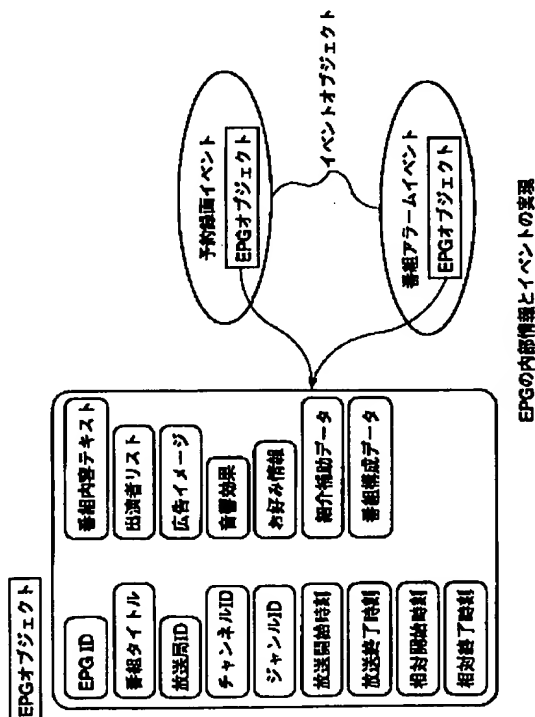 EPGオブジェクト
EPG ID
番組タイトル
放送局ID
チャンネルID
ジャンルID
放送開始時刻
放送終了時刻
相対開始時刻
相対終了時刻
番組内容テキスト
出演者リスト
広告イメージ
音響効果
お好み情報
紹介補助データ
番組構成データ
予約録画イベント
EPGオブジェクト
イベントオブジェクト
番組アラームイベント
EPGオブジェクト
EPGの内部情報とイベントの実現